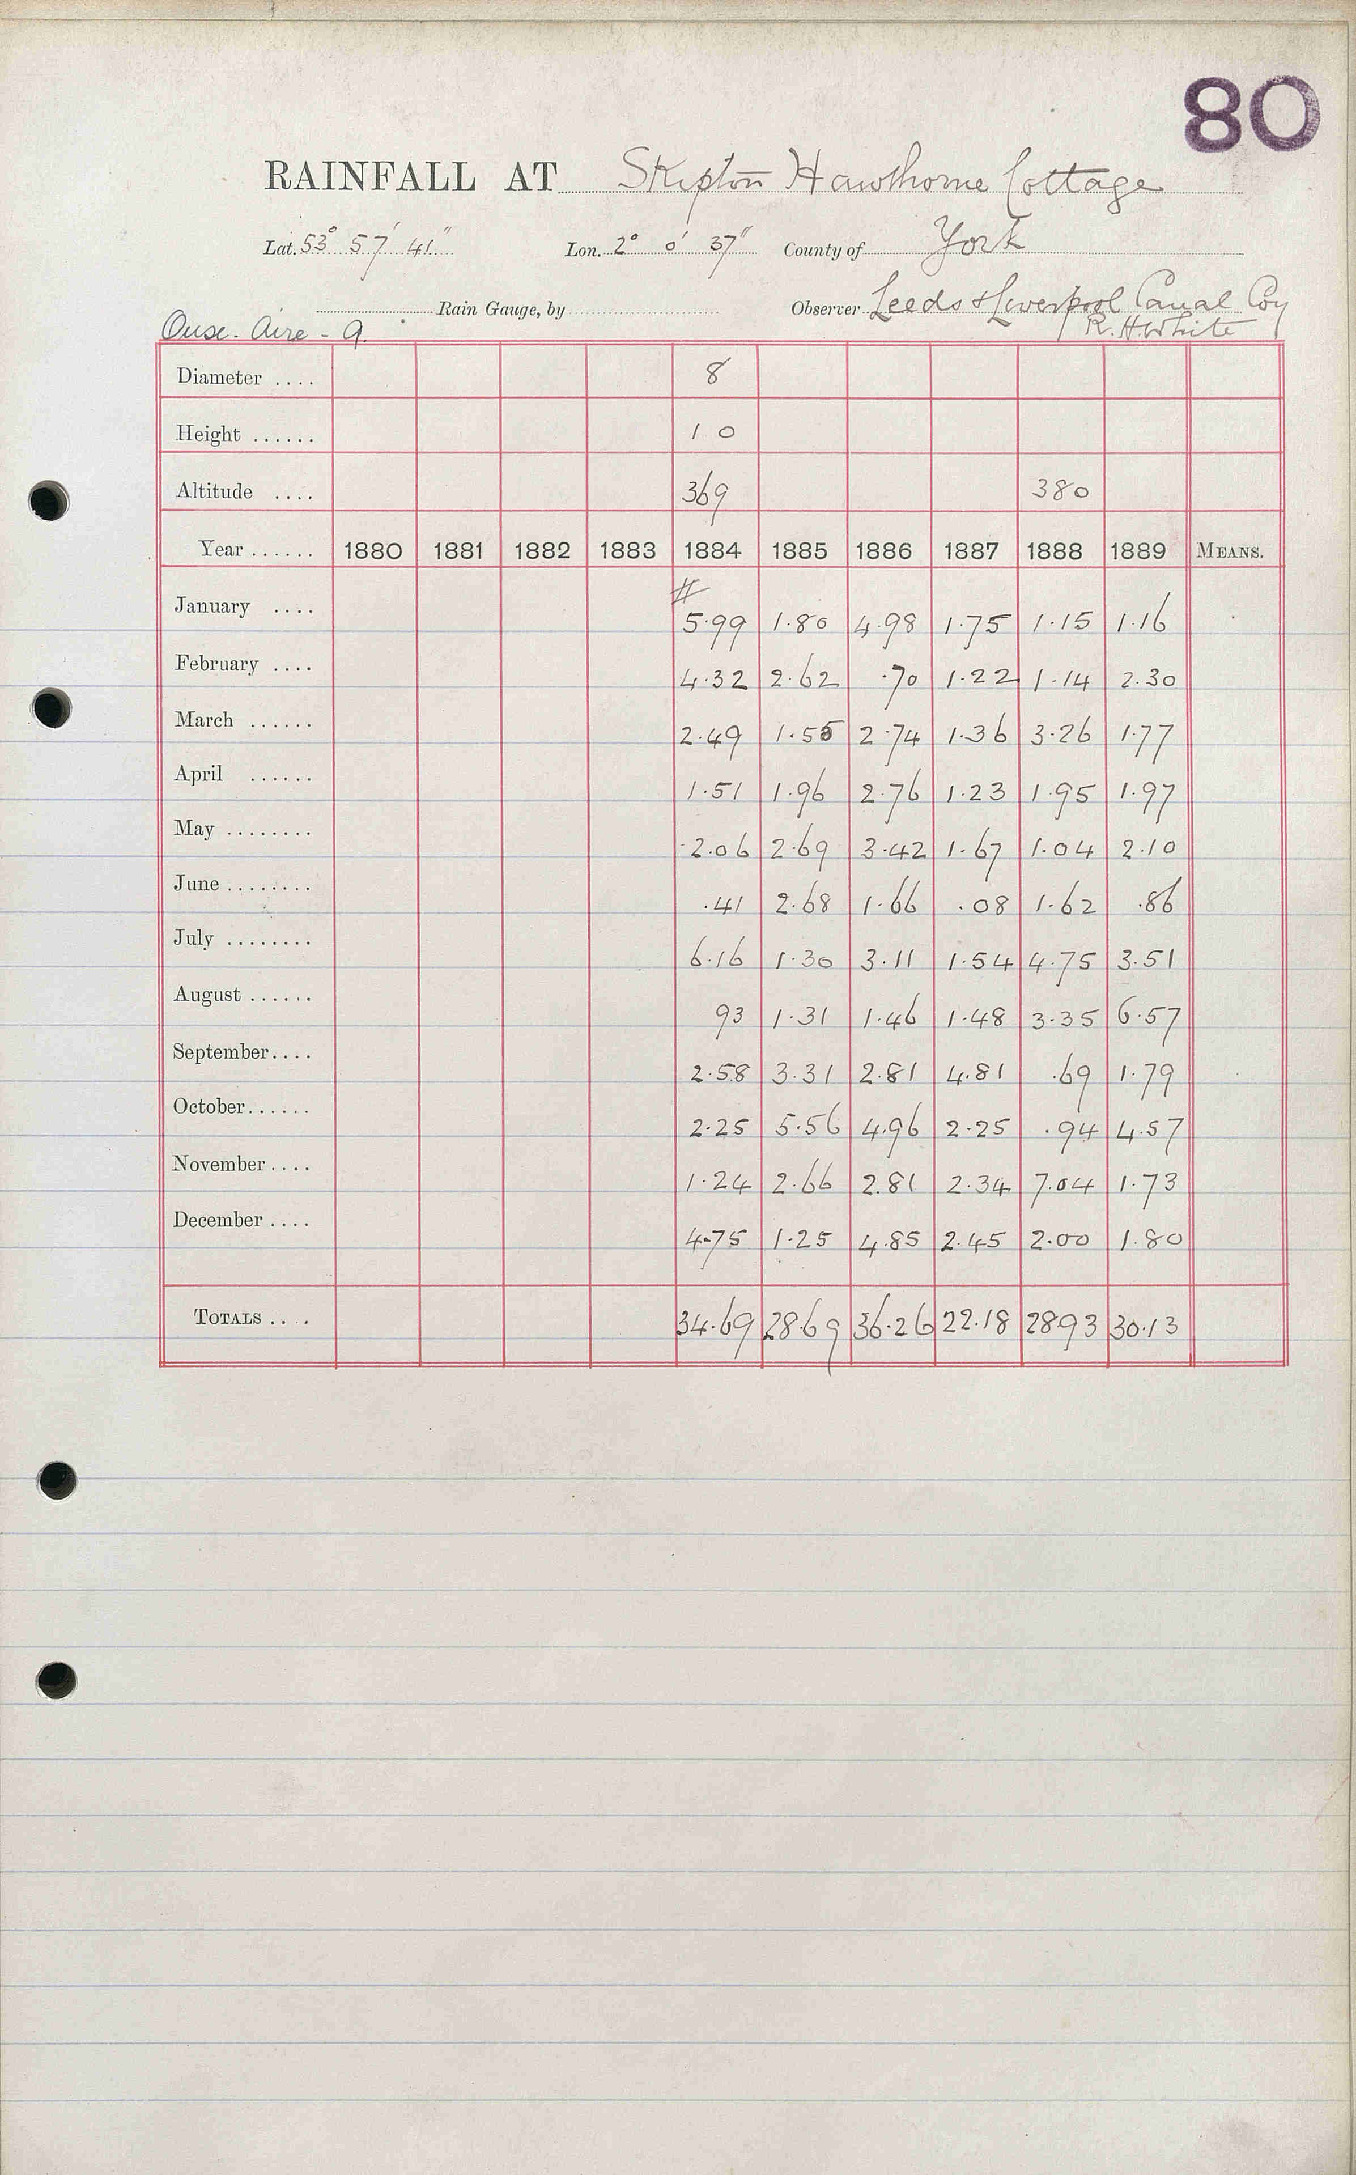 80
RAINFALL AT Skipton Hawthorne Cottage
Lat. 53° 57' 41" Lon. 2° 0' 37" County of York
Rain Gauge, by Observer Leeds & Liverpool Canal Coy
Ouse. Aire - 9. R. H. White
Diameter .... 8
Height ...... 1 0
Altitude .... 369 380
Year ...... 1880 1881 1882 1883 1884 1885 1886 1887 1888 1889 MEANS.
#
January .... 5.99 1.80 4.98 1.75 1.15 1.16
February .... 4.32 2.62 .70 1.22 1.14 2.30
March ...... 2.49 1.55 2.74 1.36 3.26 1.77
April ...... 1.51 1.96 2.76 1.23 1.95 1.97
May ........ 2.06 2.69 3.42 1.67 1.04 2.10
June ........ .41 2.68 1.66 .08 1.62 .86
July ........ 6.16 1.30 3.11 1.54 4.75 3.51
August ...... 93 1.31 1.46 1.48 3.35 6.57
September.... 2.58 3.31 2.81 4.81 .69 1.79
October...... 2.25 5.56 4.96 2.25 .94 4.57
November.... 1.24 2.66 2.81 2.34 7.04 1.73
December.... 4.75 1.25 4.85 2.45 2.00 1.80
TOTALS .... 34.69 28.69 36.26 22.18 2893 30.13